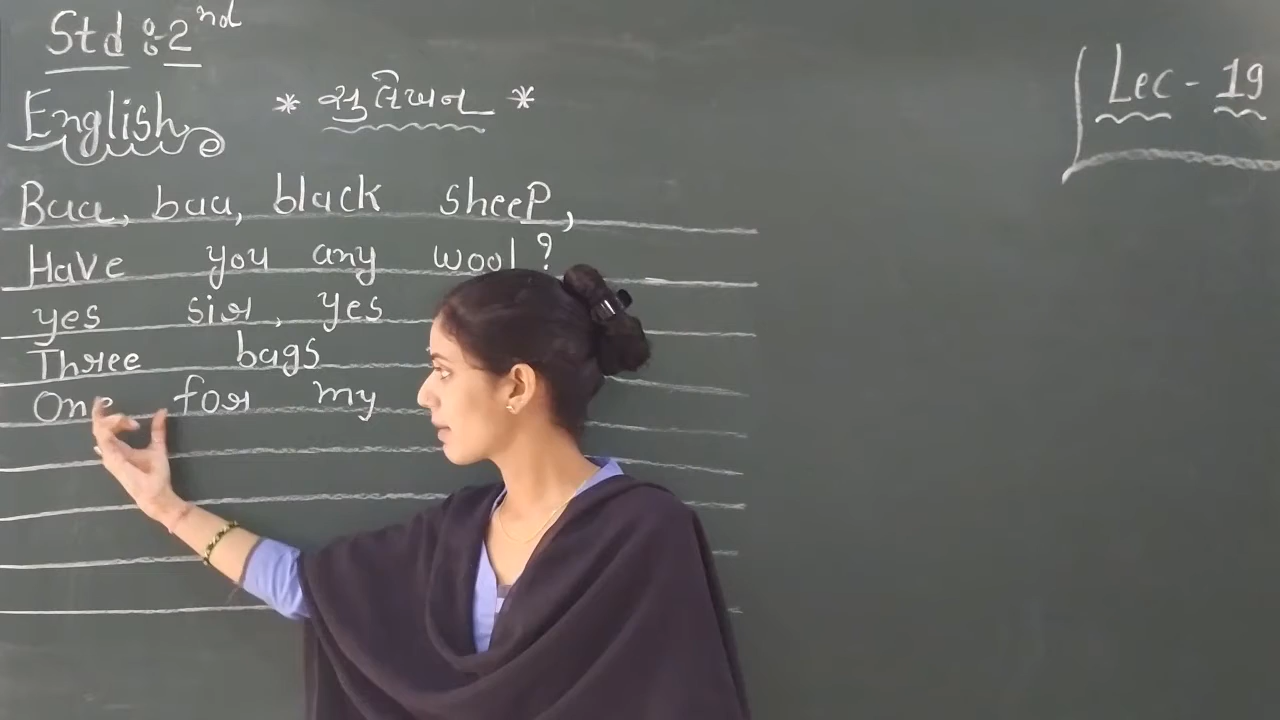 Std : 2nd
English
* સુલેખન *
Lec - 19
Baa, baa, black sheep,
Have you any wool?
yes sir, yes
Three bags
One for my